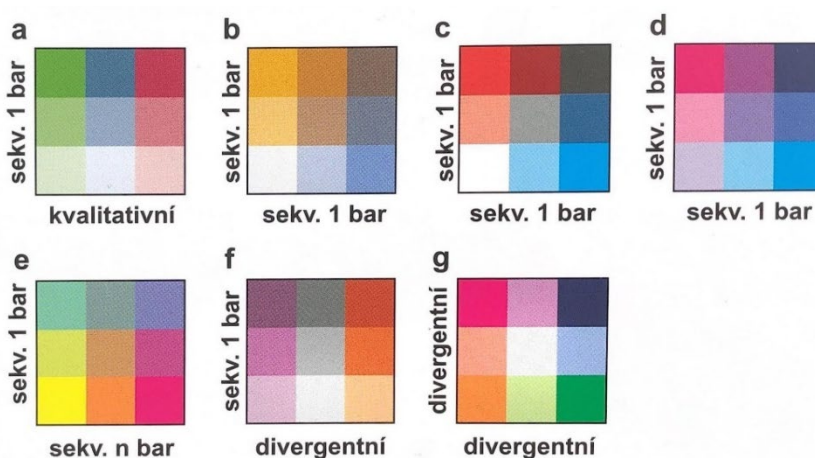 a
sekv. 1 bar
kvalitativní
b
sekv. 1 bar
sekv. 1 bar
c
sekv. 1 bar
sekv. 1 bar
d
sekv. 1 bar
sekv. 1 bar
e
sekv. 1 bar
sekv. n bar
f
sekv. 1 bar
divergentní
g
divergentní
divergentní